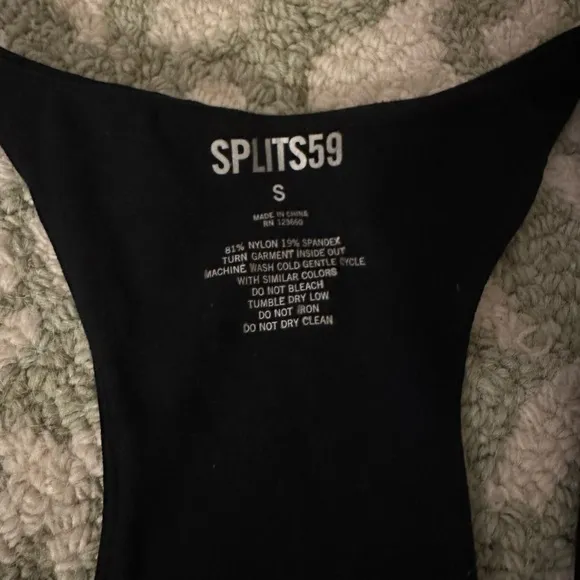 SPLITS59
S
MADE IN CHINA
RN 123660
81% NYLON 19% SPANDEX
TURN GARMENT INSIDE OUT
MACHINE WASH COLD GENTLE CYCLE
WITH SIMILAR COLORS
DO NOT BLEACH
TUMBLE DRY LOW
DO NOT IRON
DO NOT DRY CLEAN